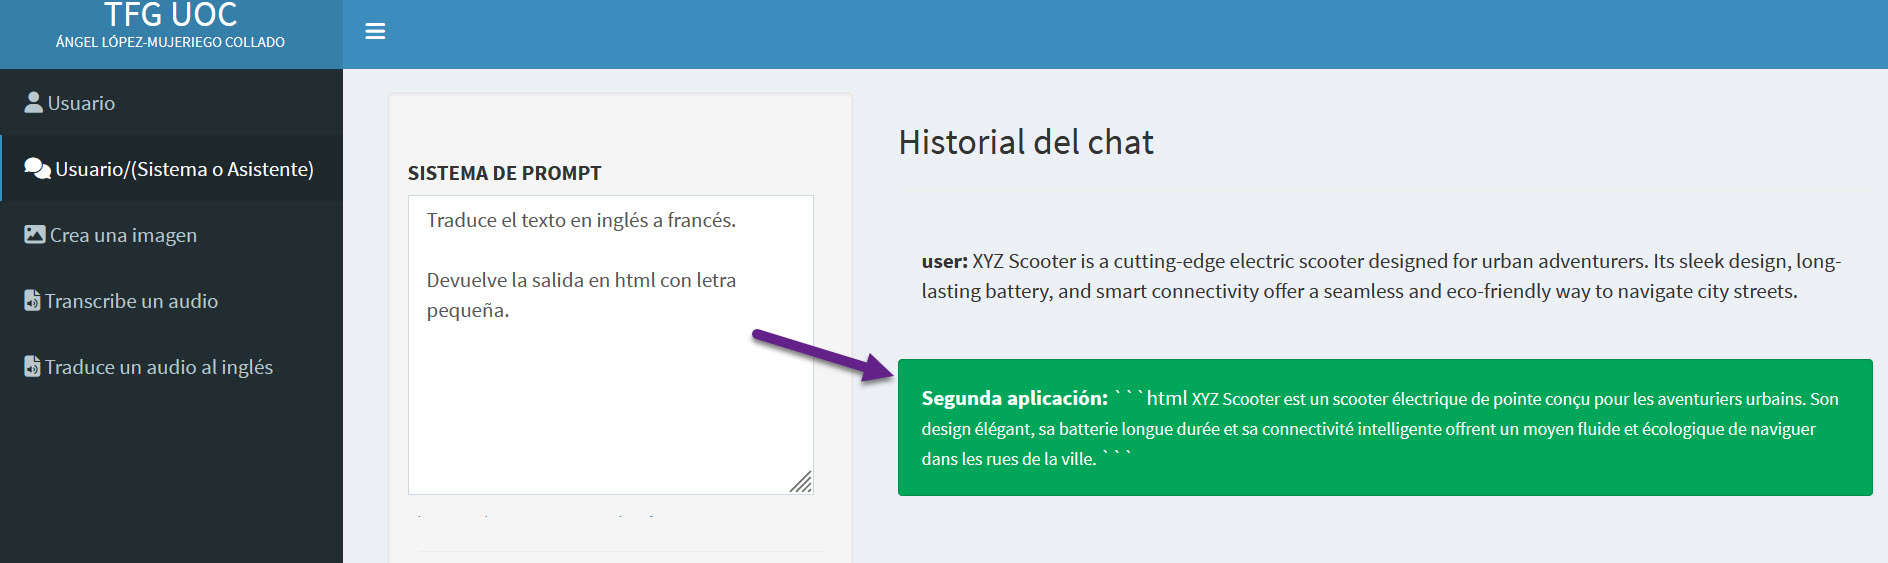 TFG UOC
ÁNGEL LÓPEZ-MUJERIEGO COLLADO
Usuario
Usuario/(Sistema o Asistente)
Crea una imagen
Transcribe un audio
Traduce un audio al inglés
SISTEMA DE PROMPT
Traduce el texto en inglés a francés.
Devuelve la salida en html con letra
pequeña.
Historial del chat
user: XYZ Scooter is a cutting-edge electric scooter designed for urban adventurers. Its sleek design, long-
lasting battery, and smart connectivity offer a seamless and eco-friendly way to navigate city streets.
Segunda aplicación: ```html XYZ Scooter est un scooter électrique de pointe conçu pour les aventuriers urbains. Son
design élégant, sa batterie longue durée et sa connectivité intelligente offrent un moyen fluide et écologique de naviguer
dans les rues de la ville. ```